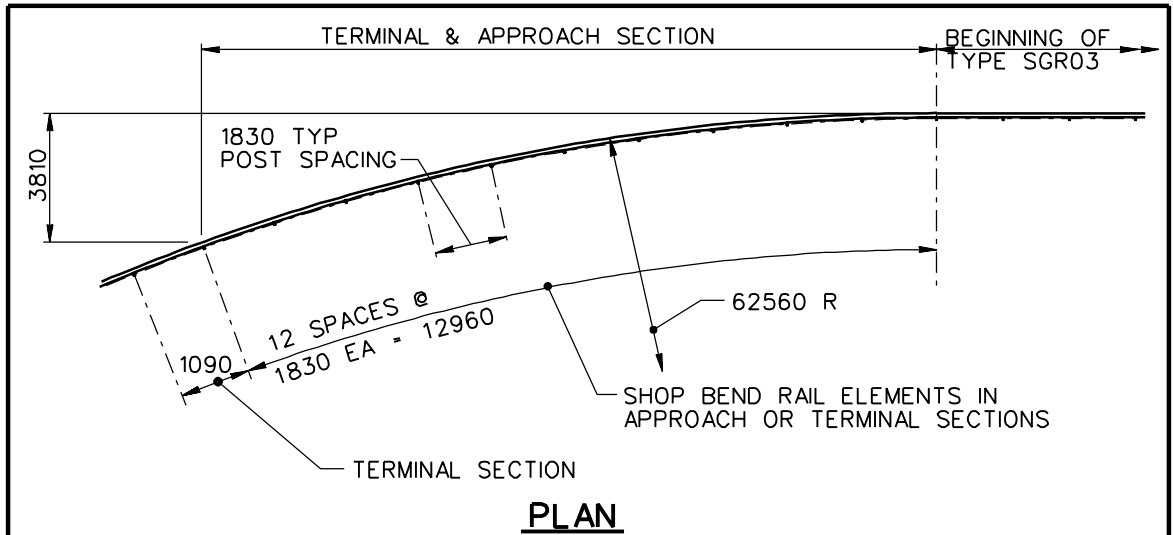 TERMINAL & APPROACH SECTION
BEGINNING OF
TYPE SGR03
1830 TYP
POST SPACING
3810
62560 R
12 SPACES @
1830 EA = 12960
1090
SHOP BEND RAIL ELEMENTS IN
APPROACH OR TERMINAL SECTIONS
TERMINAL SECTION
PLAN